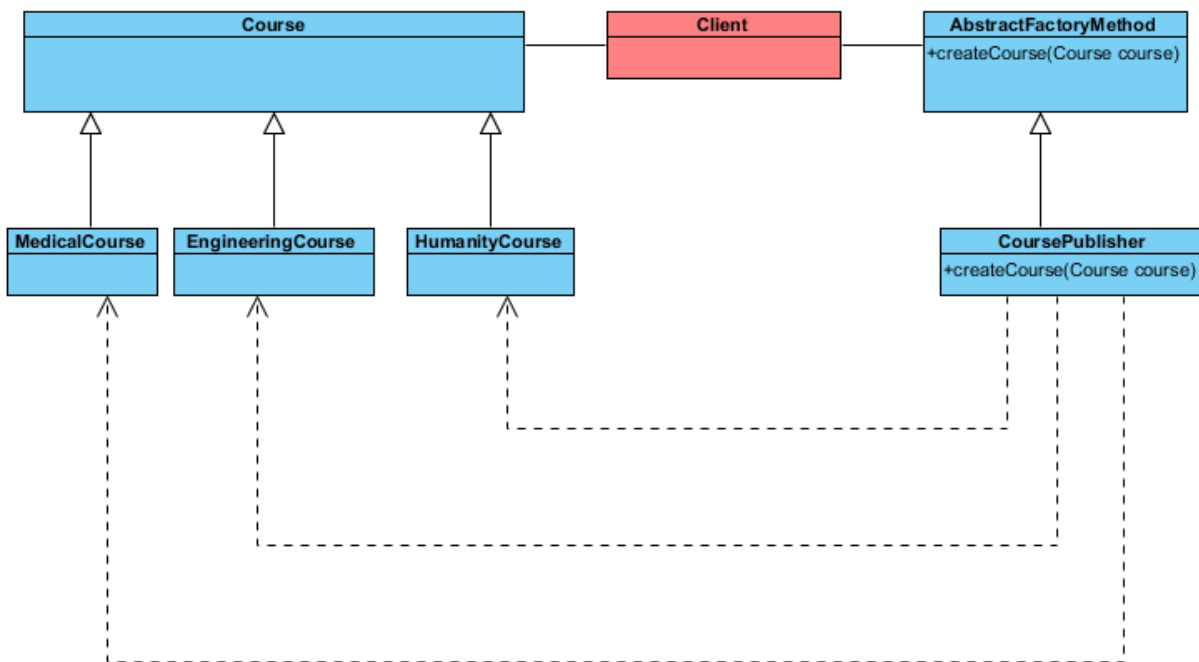 Course
Client
AbstractFactoryMethod
+createCourse(Course course)
MedicalCourse
EngineeringCourse
HumanityCourse
CoursePublisher
+createCourse(Course course)